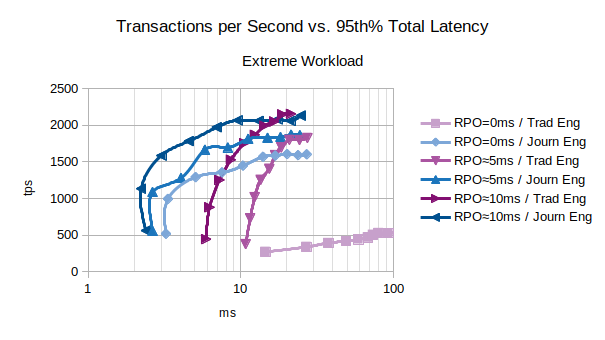 Transactions per Second vs. 95th% Total Latency
Extreme Workload
2500
2000
1500
1000
500
0
tps
1
10
100
ms
RPO=0ms / Trad Eng
RPO=0ms / Journ Eng
RPO≈5ms / Trad Eng
RPO≈5ms / Journ Eng
RPO≈10ms / Trad Eng
RPO≈10ms / Journ Eng